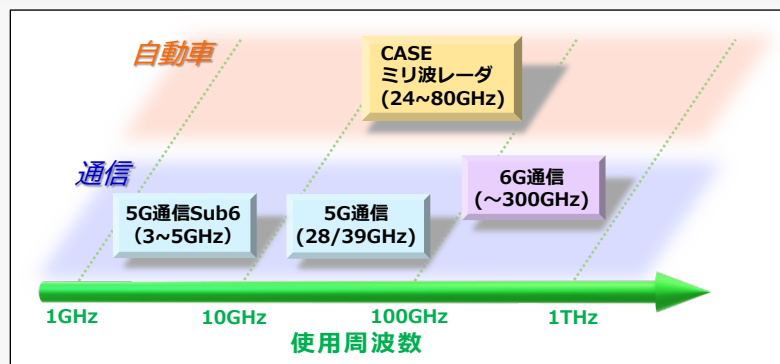 自動車
CASE
ミリ波レーダ
(24~80GHz)
通信
5G通信Sub6
（3~5GHz）
5G通信
(28/39GHz)
6G通信
(～300GHz)
1GHz
10GHz
100GHz
1THz
使用周波数